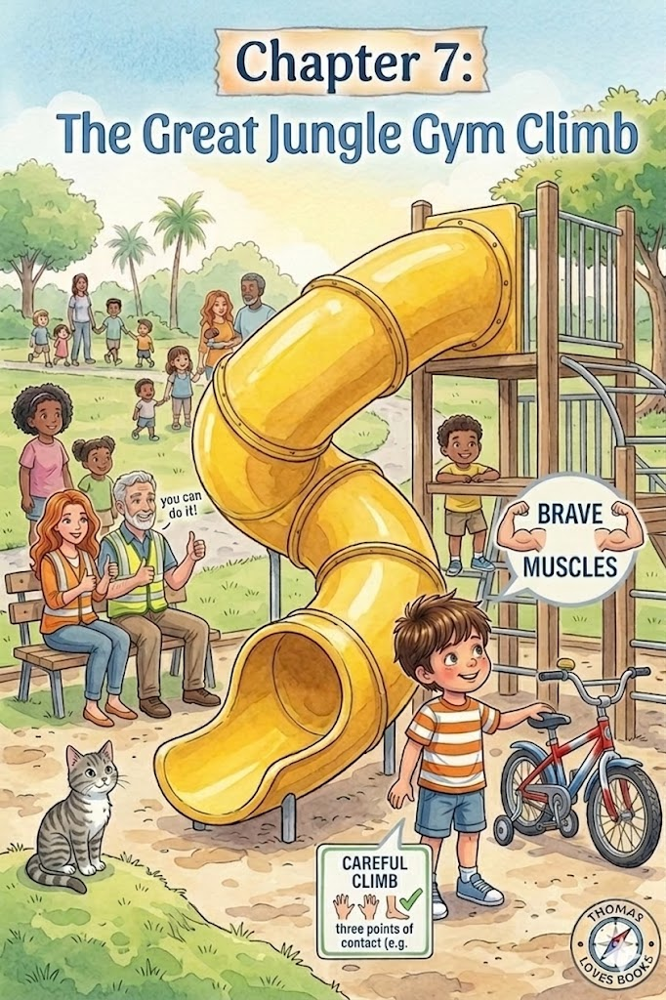 Chapter 7:
The Great Jungle Gym Climb
you can
do it!
BRAVE
MUSCLES
CAREFUL
CLIMB
three points of
contact (e.g.
THOMAS
LOVES BOOKS